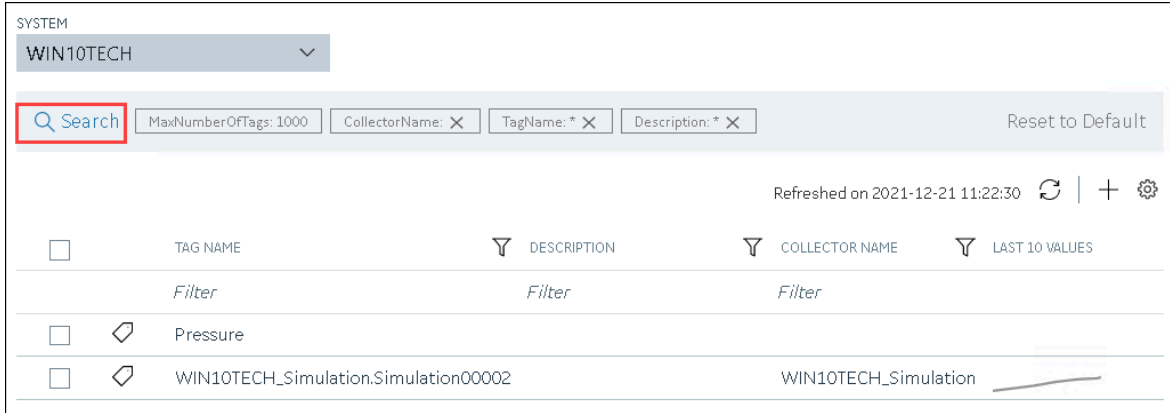 SYSTEM
WIN10TECH
Search MaxNumberOfTags: 1000 CollectorName: TagName: * Description: * Reset to Default
Refreshed on 2021-12-21 11:22:30
TAG NAME DESCRIPTION COLLECTOR NAME LAST 10 VALUES
Filter Filter Filter
Pressure
WIN10TECH_Simulation.Simulation00002 WIN10TECH_Simulation